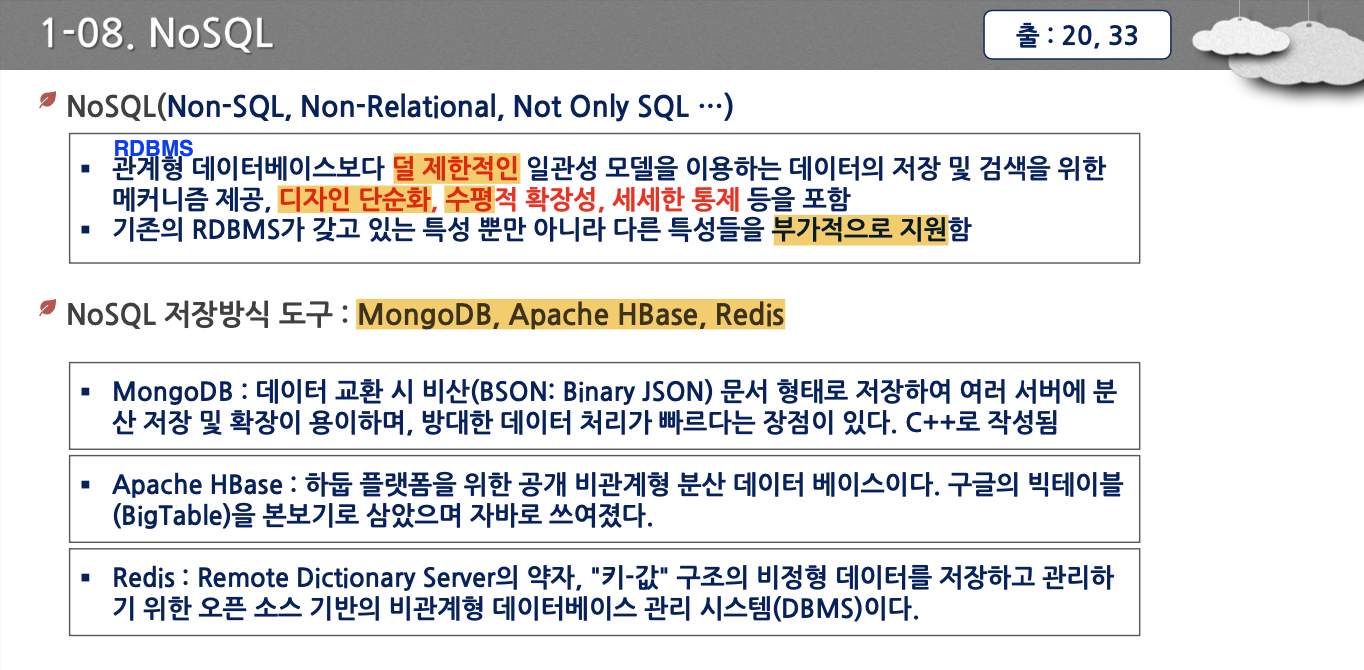 1-08. NoSQL
출 : 20, 33
NoSQL(Non-SQL, Non-Relational, Not Only SQL …)
RDBMS
▪ 관계형 데이터베이스보다 덜 제한적인 일관성 모델을 이용하는 데이터의 저장 및 검색을 위한
메커니즘 제공, 디자인 단순화, 수평적 확장성, 세세한 통제 등을 포함
▪ 기존의 RDBMS가 갖고 있는 특성 뿐만 아니라 다른 특성들을 부가적으로 지원함
NoSQL 저장방식 도구 : MongoDB, Apache HBase, Redis
▪ MongoDB : 데이터 교환 시 비산(BSON: Binary JSON) 문서 형태로 저장하여 여러 서버에 분
산 저장 및 확장이 용이하며, 방대한 데이터 처리가 빠르다는 장점이 있다. C++로 작성됨
▪ Apache HBase : 하둡 플랫폼을 위한 공개 비관계형 분산 데이터 베이스이다. 구글의 빅테이블
(BigTable)을 본보기로 삼았으며 자바로 쓰여졌다.
▪ Redis : Remote Dictionary Server의 약자, "키-값" 구조의 비정형 데이터를 저장하고 관리하
기 위한 오픈 소스 기반의 비관계형 데이터베이스 관리 시스템(DBMS)이다.